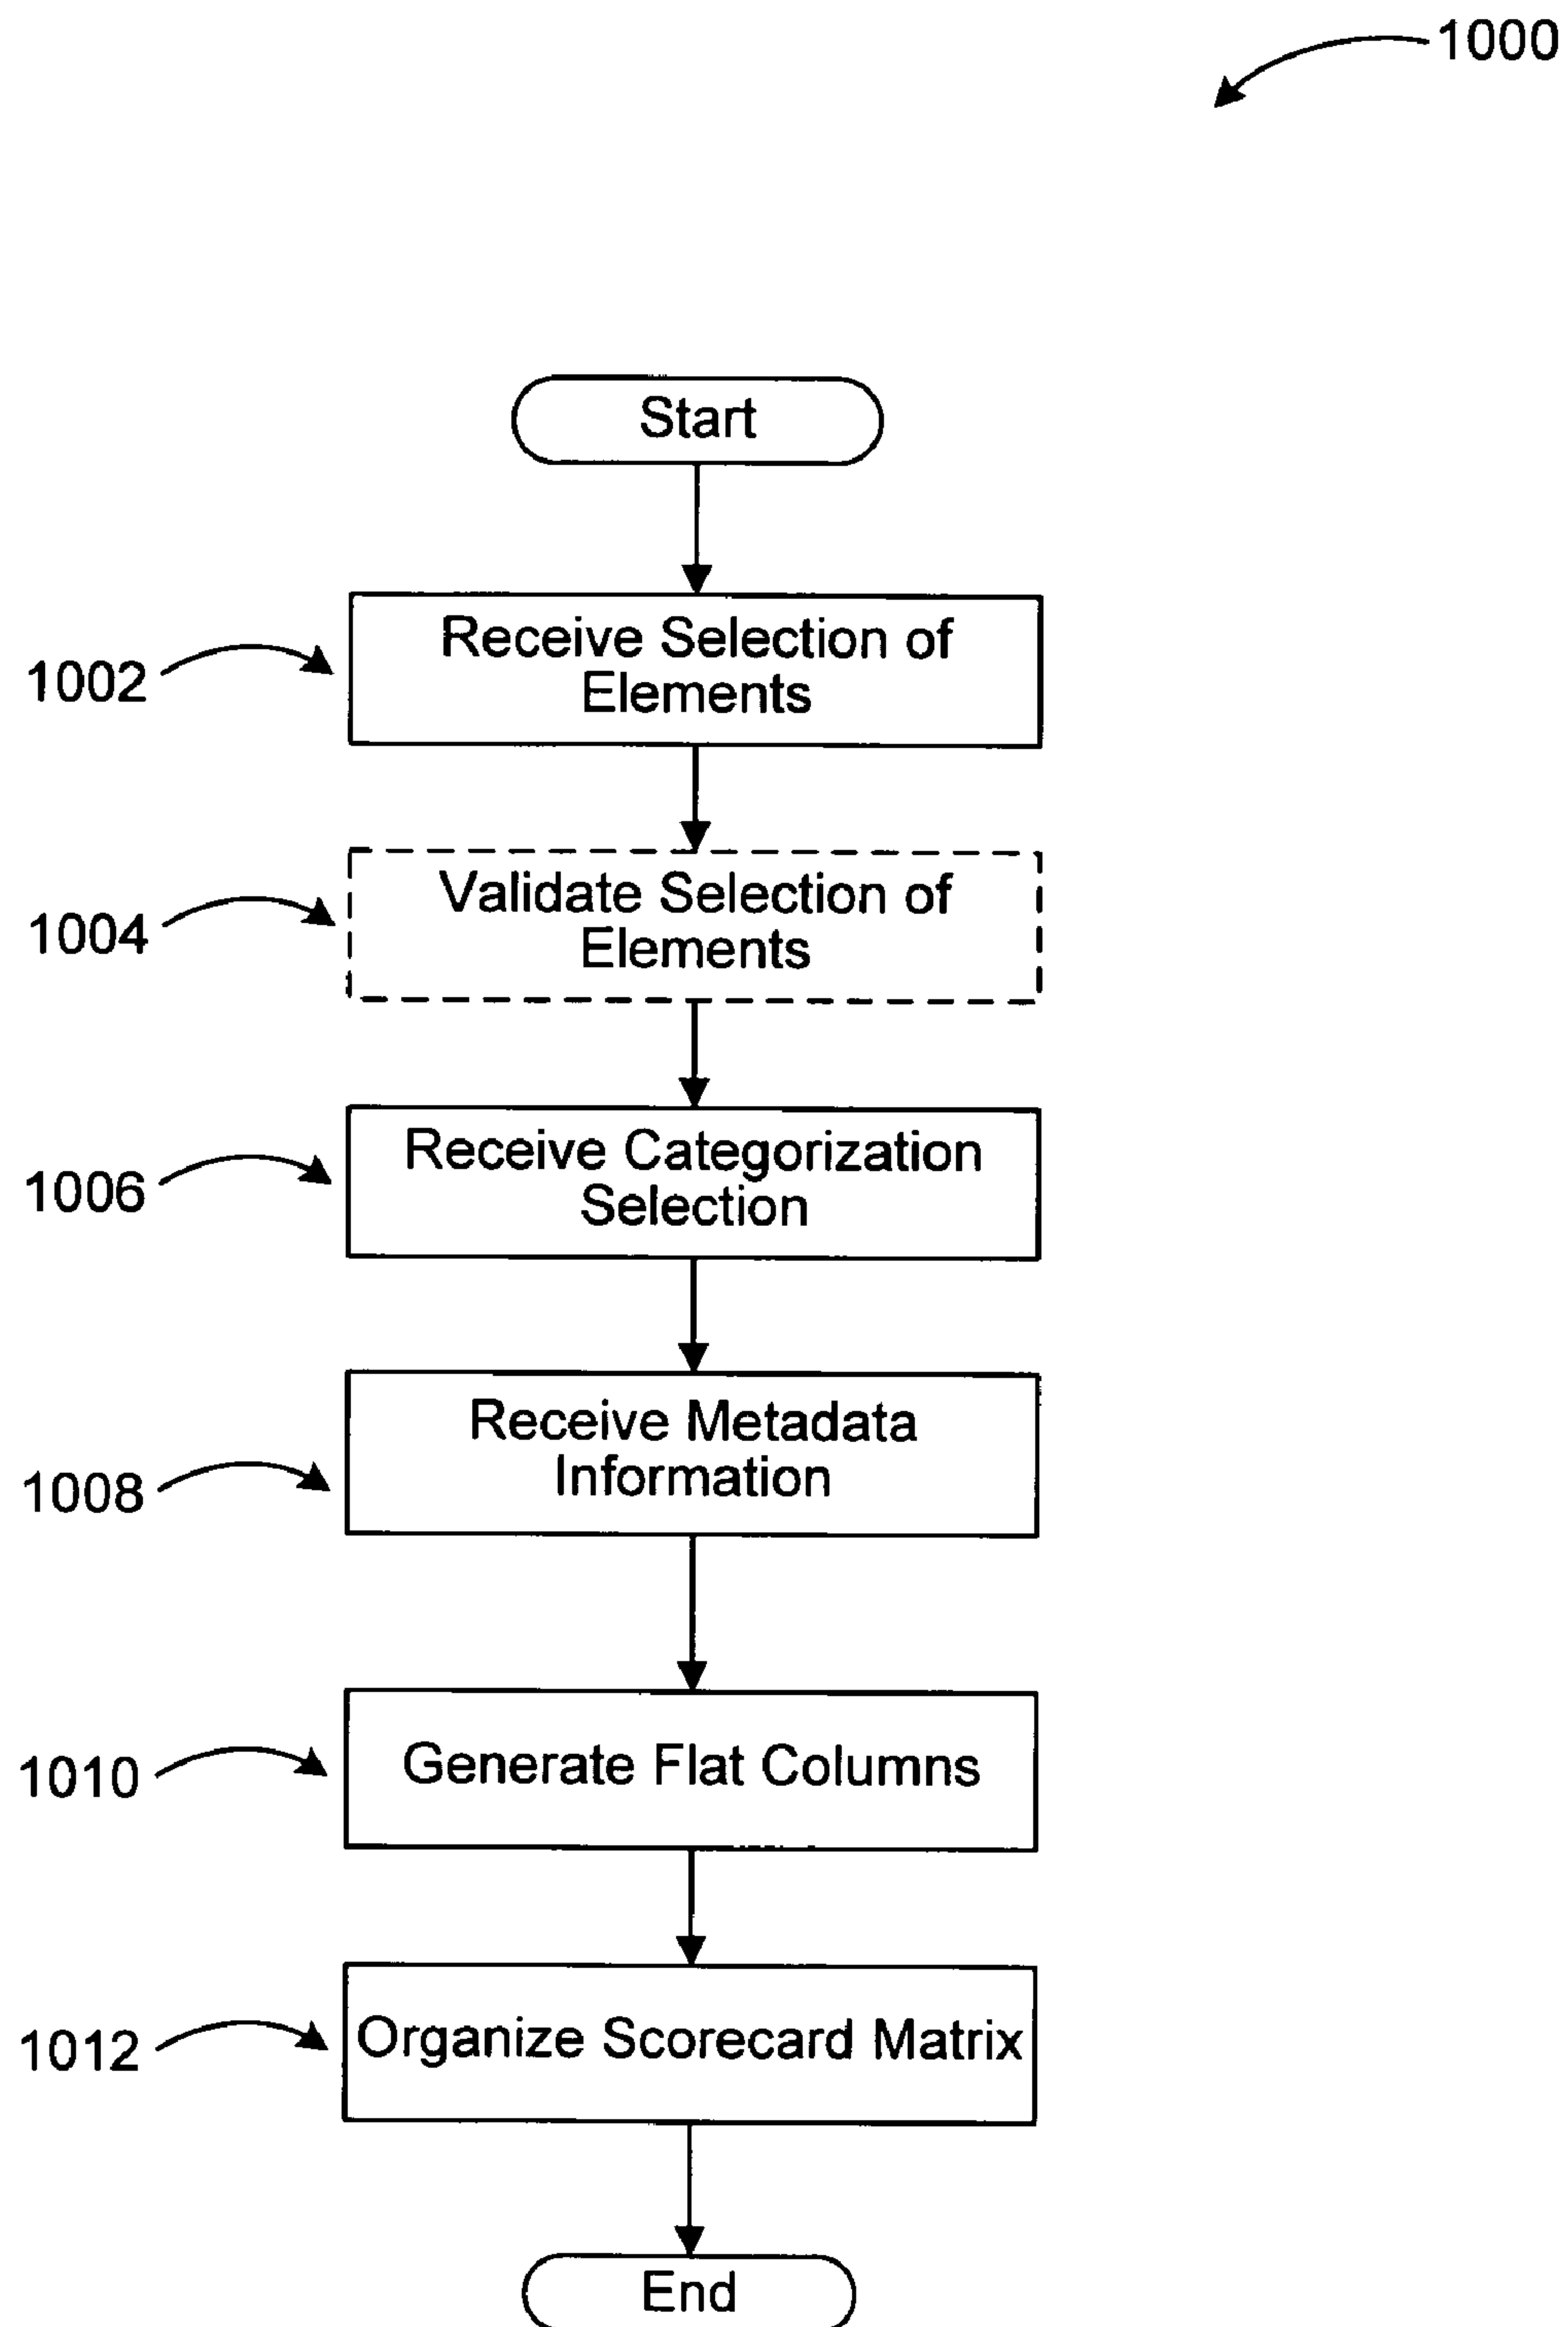 1000
Start
Receive Selection of
Elements
1002
Validate Selection of
Elements
1004
Receive Categorization
Selection
1006
Receive Metadata
Information
1008
Generate Flat Columns
1010
Organize Scorecard Matrix
1012
End